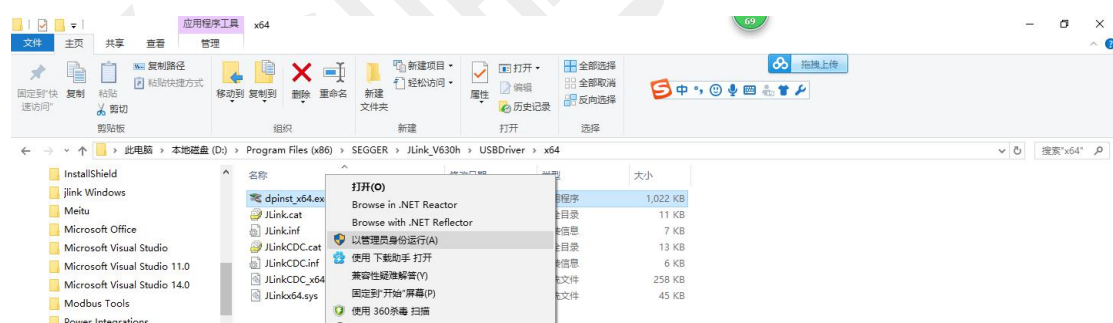 应用程序工具 x64
69
文件 主页 共享 查看 管理
固定到"快速访问" 复制 粘贴 复制路径 粘贴快捷方式 剪切
移动到 复制到 删除 重命名
新建文件夹 新建项目 轻松访问
属性 打开 编辑 历史记录
全部选择 全部取消 反向选择
拖拽上传
中
剪贴板 组织 新建 打开 选择
此电脑 > 本地磁盘 (D:) > Program Files (x86) > SEGGER > JLink_V630h > USBDriver > x64
搜索"x64"
InstallShield
jlink Windows
Meitu
Microsoft Office
Microsoft Visual Studio
Microsoft Visual Studio 11.0
Microsoft Visual Studio 14.0
Modbus Tools
Power Integrations
名称 大小
dpinst_x64.ex 1,022 KB
JLink.cat 11 KB
JLink.inf 7 KB
JLinkCDC.cat 13 KB
JLinkCDC.inf 6 KB
JLinkCDC_x64 258 KB
JLinkx64.sys 45 KB
打开(O)
Browse in .NET Reactor
Browse with .NET Reflector
以管理员身份运行(A)
使用 下载助手 打开
兼容性疑难解答(Y)
固定到"开始"屏幕(P)
使用 360杀毒 扫描